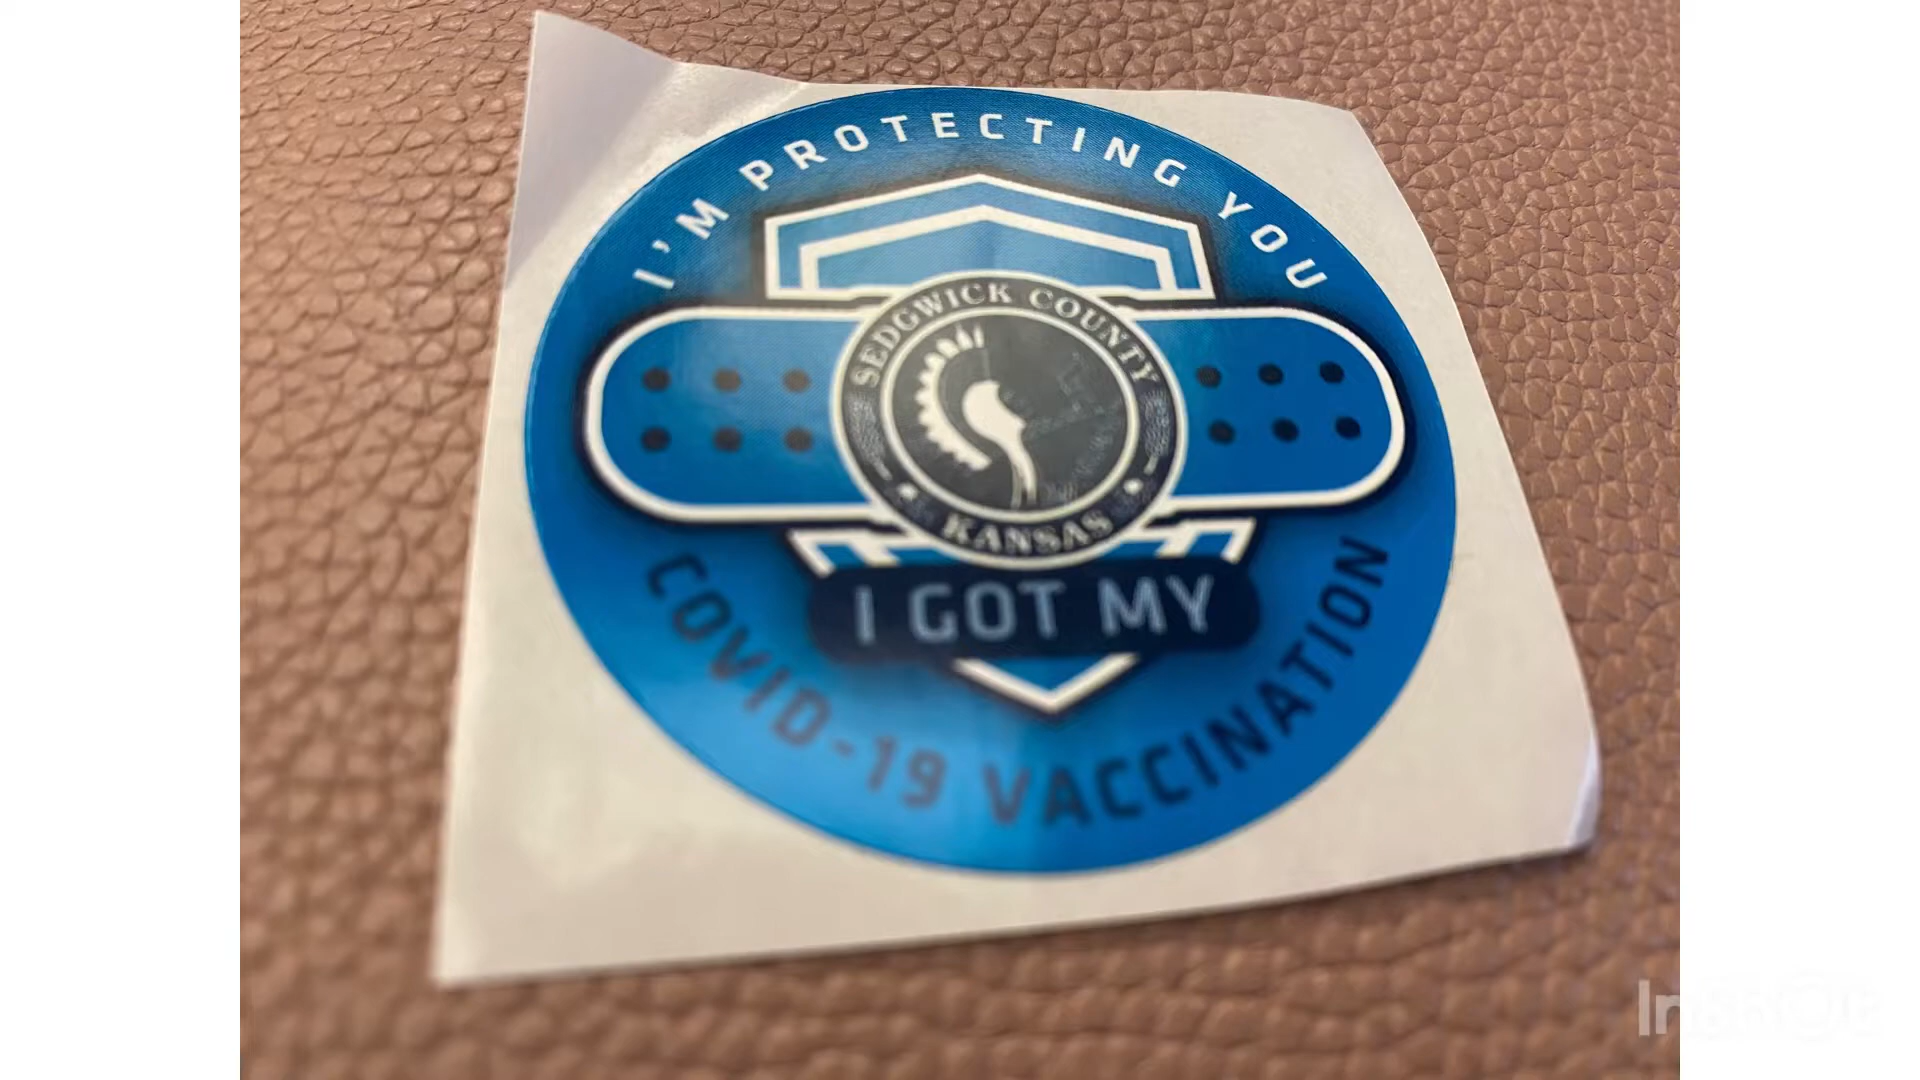 I'M PROTECTING YOU
SEDGWICK COUNTY
KANSAS
I GOT MY
COVID-19 VACCINATION